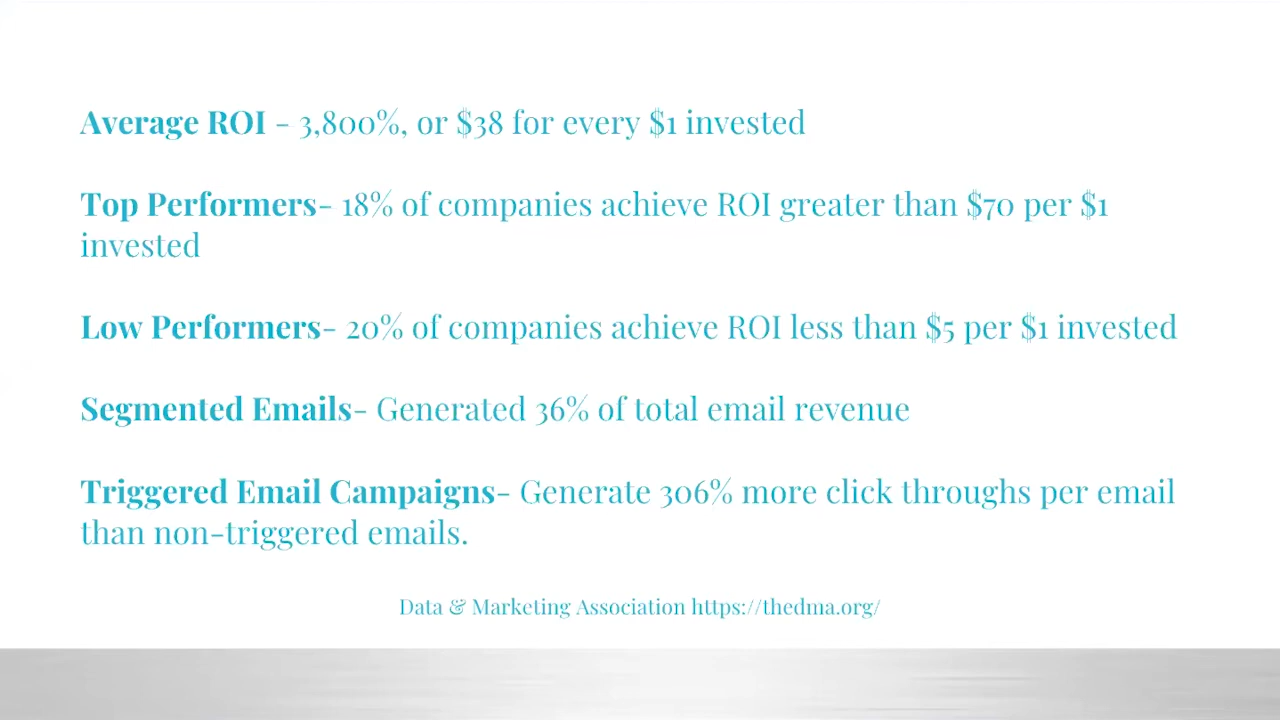 Average ROI - 3,800%, or $38 for every $1 invested
Top Performers- 18% of companies achieve ROI greater than $70 per $1
invested
Low Performers- 20% of companies achieve ROI less than $5 per $1 invested
Segmented Emails- Generated 36% of total email revenue
Triggered Email Campaigns- Generate 306% more click throughs per email
than non-triggered emails.
Data & Marketing Association https://thedma.org/